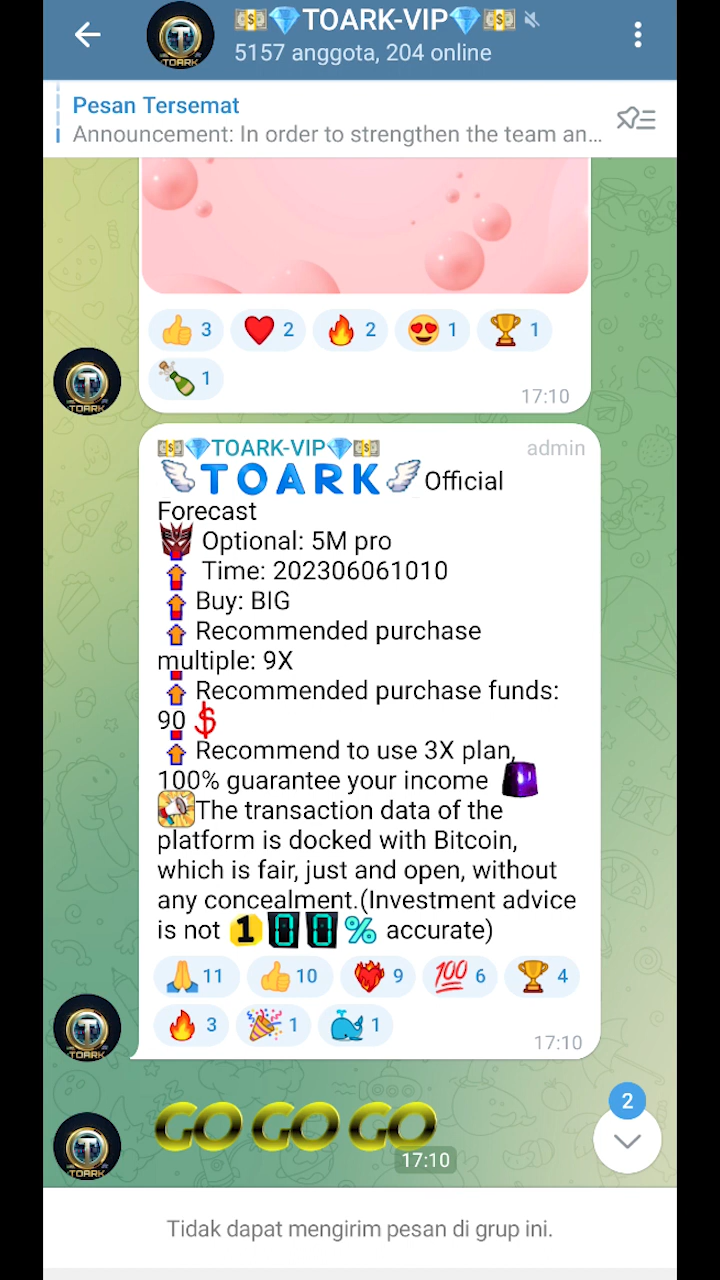 💵💎TOARK-VIP💎💵
5157 anggota, 204 online
TOARK
Pesan Tersemat
Announcement: In order to strengthen the team an...
👍 3 ❤️ 2 🔥 2 😍 1 🏆 1
🍾 1
17:10
TOARK
💵💎TOARK-VIP💎💵 admin
TOARK Official
Forecast
Optional: 5M pro
Time: 202306061010
Buy: BIG
Recommended purchase
multiple: 9X
Recommended purchase funds:
90 $
Recommend to use 3X plan,
100% guarantee your income
The transaction data of the
platform is docked with Bitcoin,
which is fair, just and open, without
any concealment.(Investment advice
is not 100% accurate)
🙏 11 👍 10 ❤️‍🔥 9 💯 6 🏆 4
🔥 3 🎉 1 🐳 1
17:10
TOARK
GO GO GO
17:10
TOARK
2
Tidak dapat mengirim pesan di grup ini.